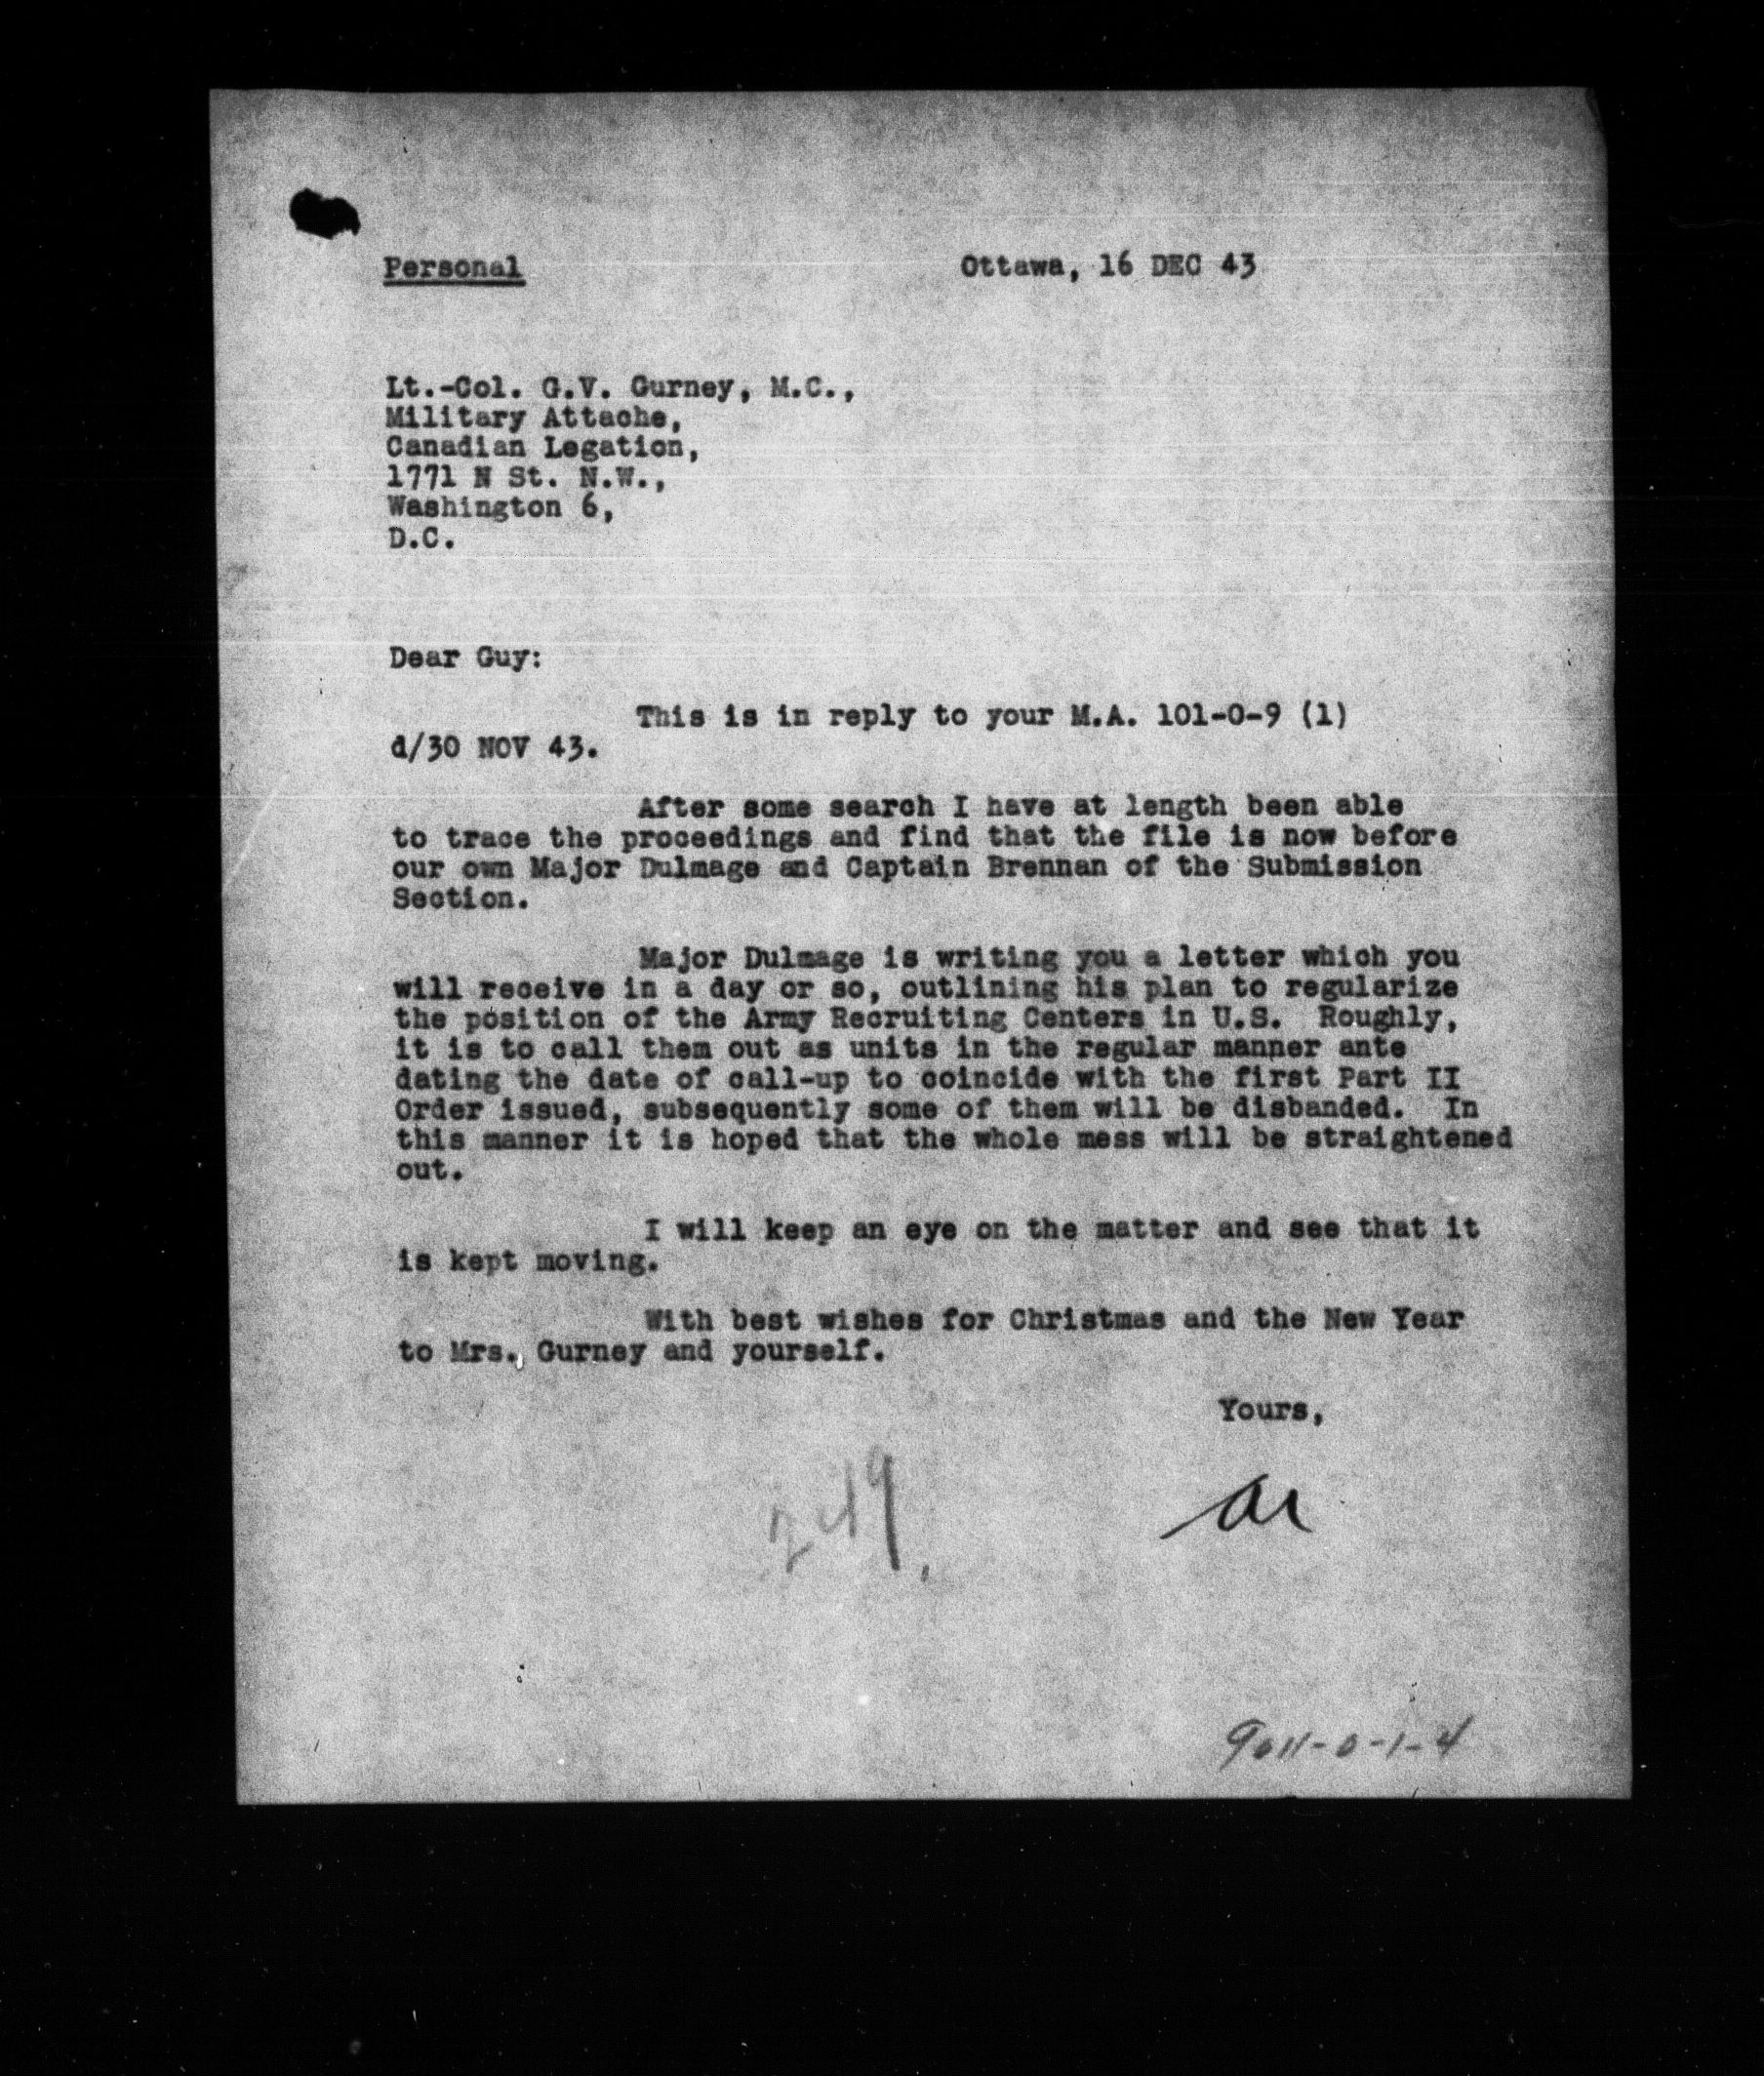 Personal Ottawa, 16 DEC 43
Lt.-Col. G.V. Gurney, M.C.,
Military Attache,
Canadian Legation,
1771 N St. N.W.,
Washington 6,
D.C.
Dear Guy:
This is in reply to your M.A. 101-0-9 (1)
d/30 NOV 43.
After some search I have at length been able
to trace the proceedings and find that the file is now before
our own Major Dulmage and Captain Brennan of the Submission
Section.
Major Dulmage is writing you a letter which you
will receive in a day or so, outlining his plan to regularize
the position of the Army Recruiting Centers in U.S. Roughly,
it is to call them out as units in the regular manner ante
dating the date of call-up to coincide with the first Part II
Order issued, subsequently some of them will be disbanded. In
this manner it is hoped that the whole mess will be straightened
out.
I will keep an eye on the matter and see that it
is kept moving.
With best wishes for Christmas and the New Year
to Mrs. Gurney and yourself.
Yours,
9011-0-1-4